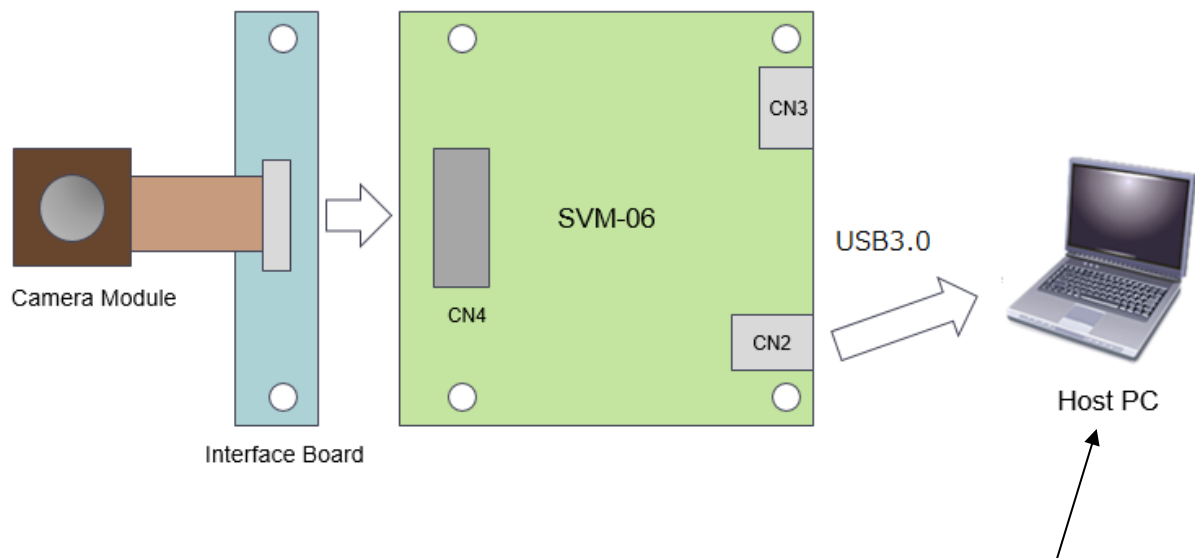 CN3
SVM-06
USB3.0
Camera Module
CN4
CN2
Host PC
Interface Board